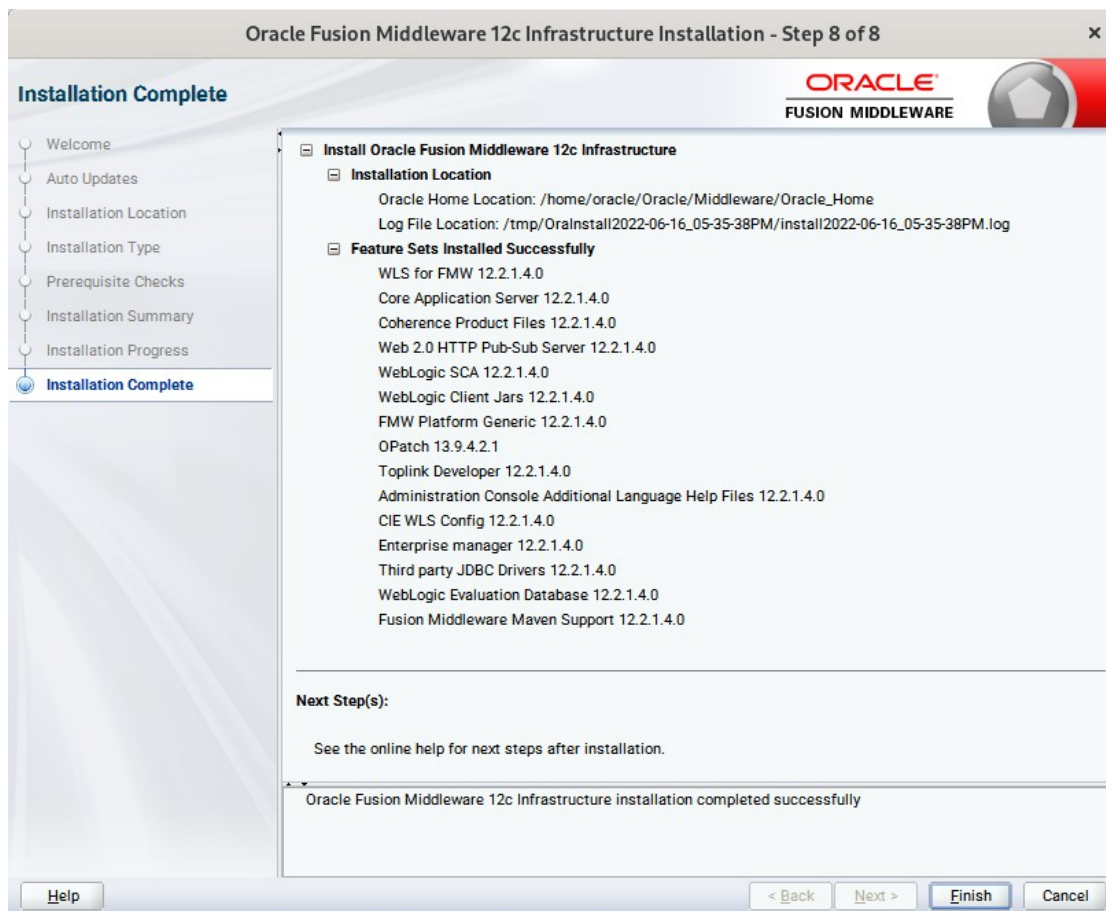 Oracle Fusion Middleware 12c Infrastructure Installation - Step 8 of 8
Installation Complete
ORACLE
FUSION MIDDLEWARE
Welcome
Auto Updates
Installation Location
Installation Type
Prerequisite Checks
Installation Summary
Installation Progress
Installation Complete
Install Oracle Fusion Middleware 12c Infrastructure
Installation Location
Oracle Home Location: /home/oracle/Oracle/Middleware/Oracle_Home
Log File Location: /tmp/OraInstall2022-06-16_05-35-38PM/install2022-06-16_05-35-38PM.log
Feature Sets Installed Successfully
WLS for FMW 12.2.1.4.0
Core Application Server 12.2.1.4.0
Coherence Product Files 12.2.1.4.0
Web 2.0 HTTP Pub-Sub Server 12.2.1.4.0
WebLogic SCA 12.2.1.4.0
WebLogic Client Jars 12.2.1.4.0
FMW Platform Generic 12.2.1.4.0
OPatch 13.9.4.2.1
Toplink Developer 12.2.1.4.0
Administration Console Additional Language Help Files 12.2.1.4.0
CIE WLS Config 12.2.1.4.0
Enterprise manager 12.2.1.4.0
Third party JDBC Drivers 12.2.1.4.0
WebLogic Evaluation Database 12.2.1.4.0
Fusion Middleware Maven Support 12.2.1.4.0
Next Step(s):
See the online help for next steps after installation.
Oracle Fusion Middleware 12c Infrastructure installation completed successfully
Help
< Back
Next >
Finish
Cancel